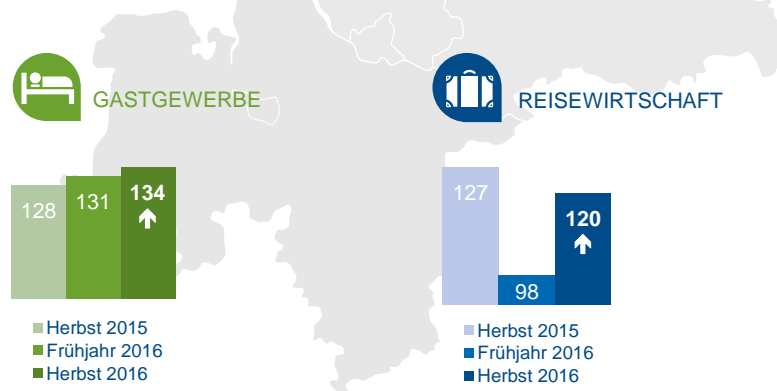 GASTGEWERBE
128
131
134
Herbst 2015
Frühjahr 2016
Herbst 2016
REISEWIRTSCHAFT
127
98
120
Herbst 2015
Frühjahr 2016
Herbst 2016